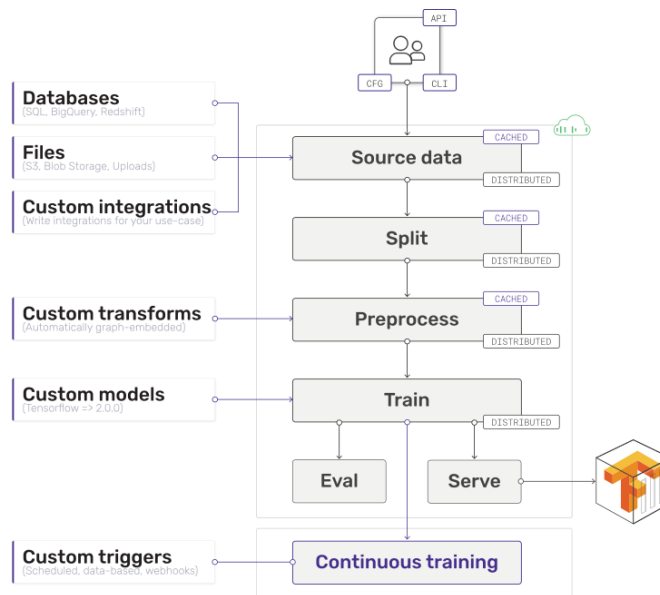 API
CFG
CLI
Databases
(SQL, BigQuery, Redshift)
Files
(S3, Blob Storage, Uploads)
Custom integrations
(Write integrations for your use-case)
CACHED
Source data
DISTRIBUTED
CACHED
Split
DISTRIBUTED
Custom transforms
(Automatically graph-embedded)
CACHED
Preprocess
DISTRIBUTED
Custom models
(Tensorflow => 2.0.0)
Train
DISTRIBUTED
Eval
Serve
Custom triggers
(Scheduled, data-based, webhooks)
Continuous training